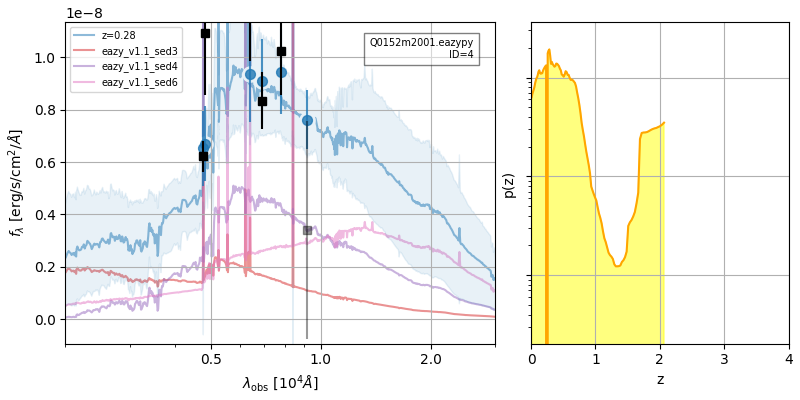 1e−8
z=0.28
eazy_v1.1_sed3
eazy_v1.1_sed4
eazy_v1.1_sed6
Q0152m2001.eazypy
ID=4
1.0
0.8
0.6
0.4
0.2
0.0
fλ [erg/s/cm²/Å]
0.5
1.0
2.0
λobs [10⁴Å]
p(z)
0
1
2
3
4
z